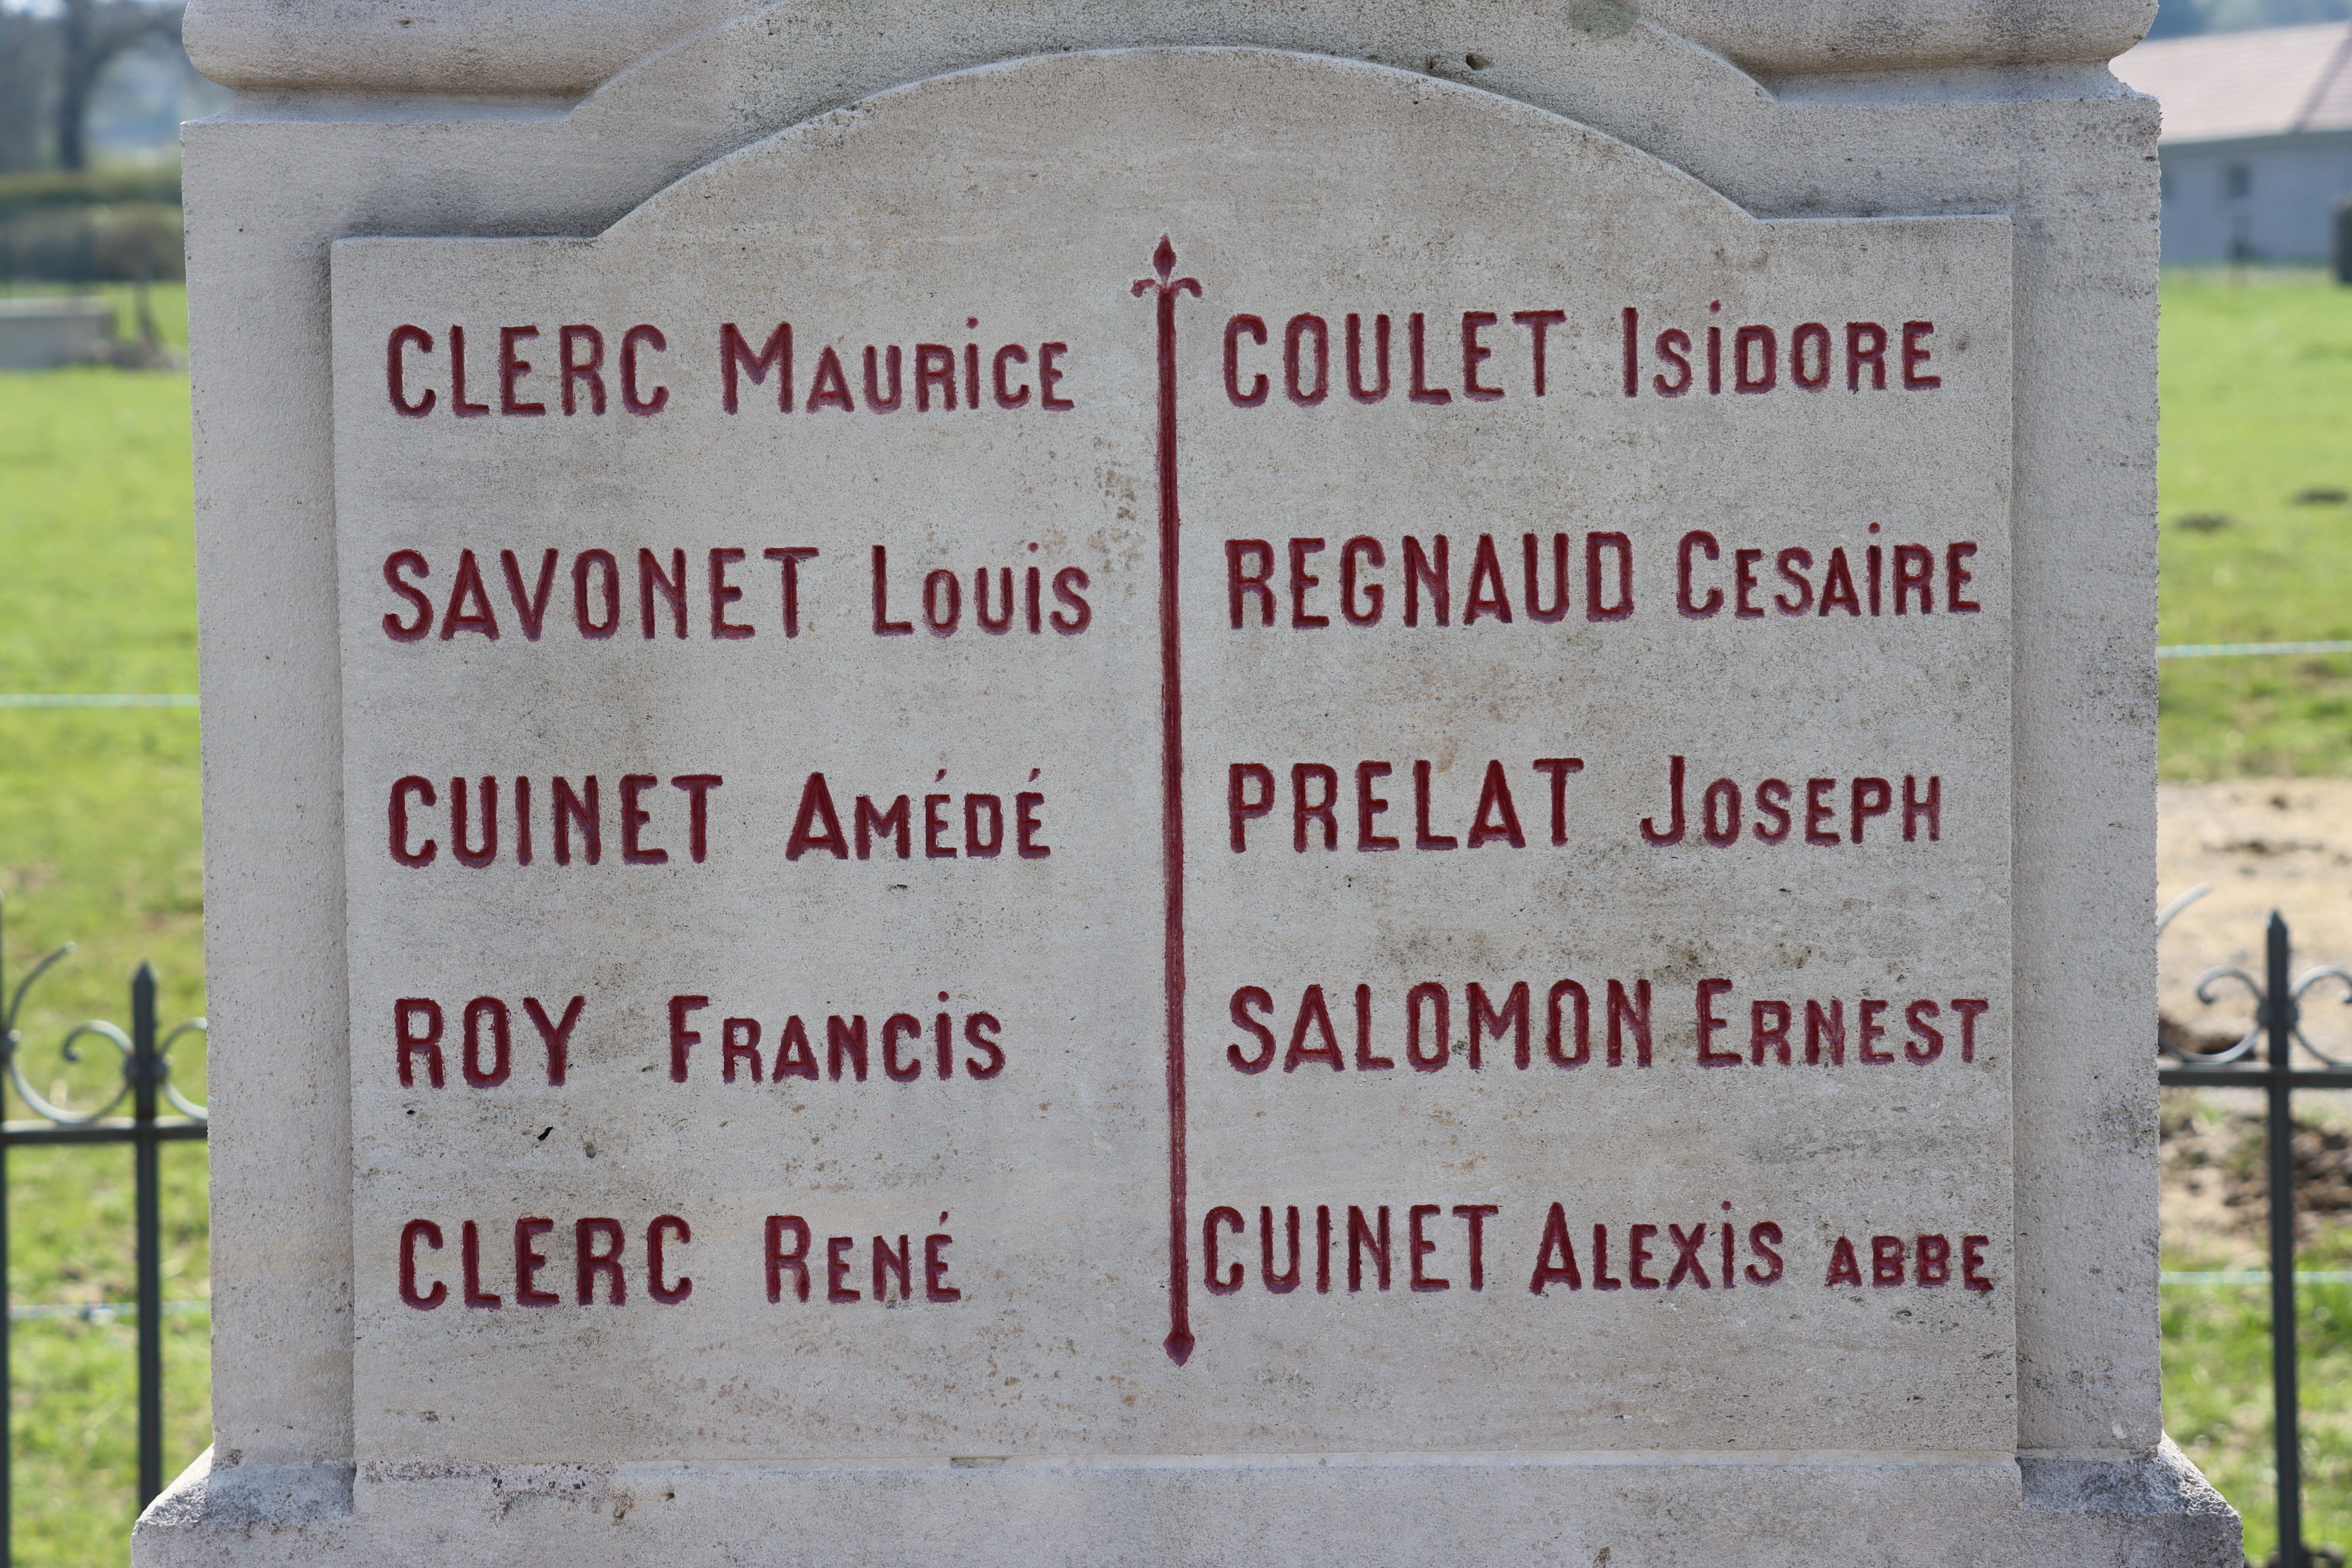 CLERC MAURiCE
SAVONET LOUiS
CUINET AMÉDÉ
ROY FRANCiS
CLERC RENÉ
COULET ISiDORE
REGNAUD CESAiRE
PRELAT JOSEPH
SALOMON ERNEST
CUINET ALEXiS ABBE